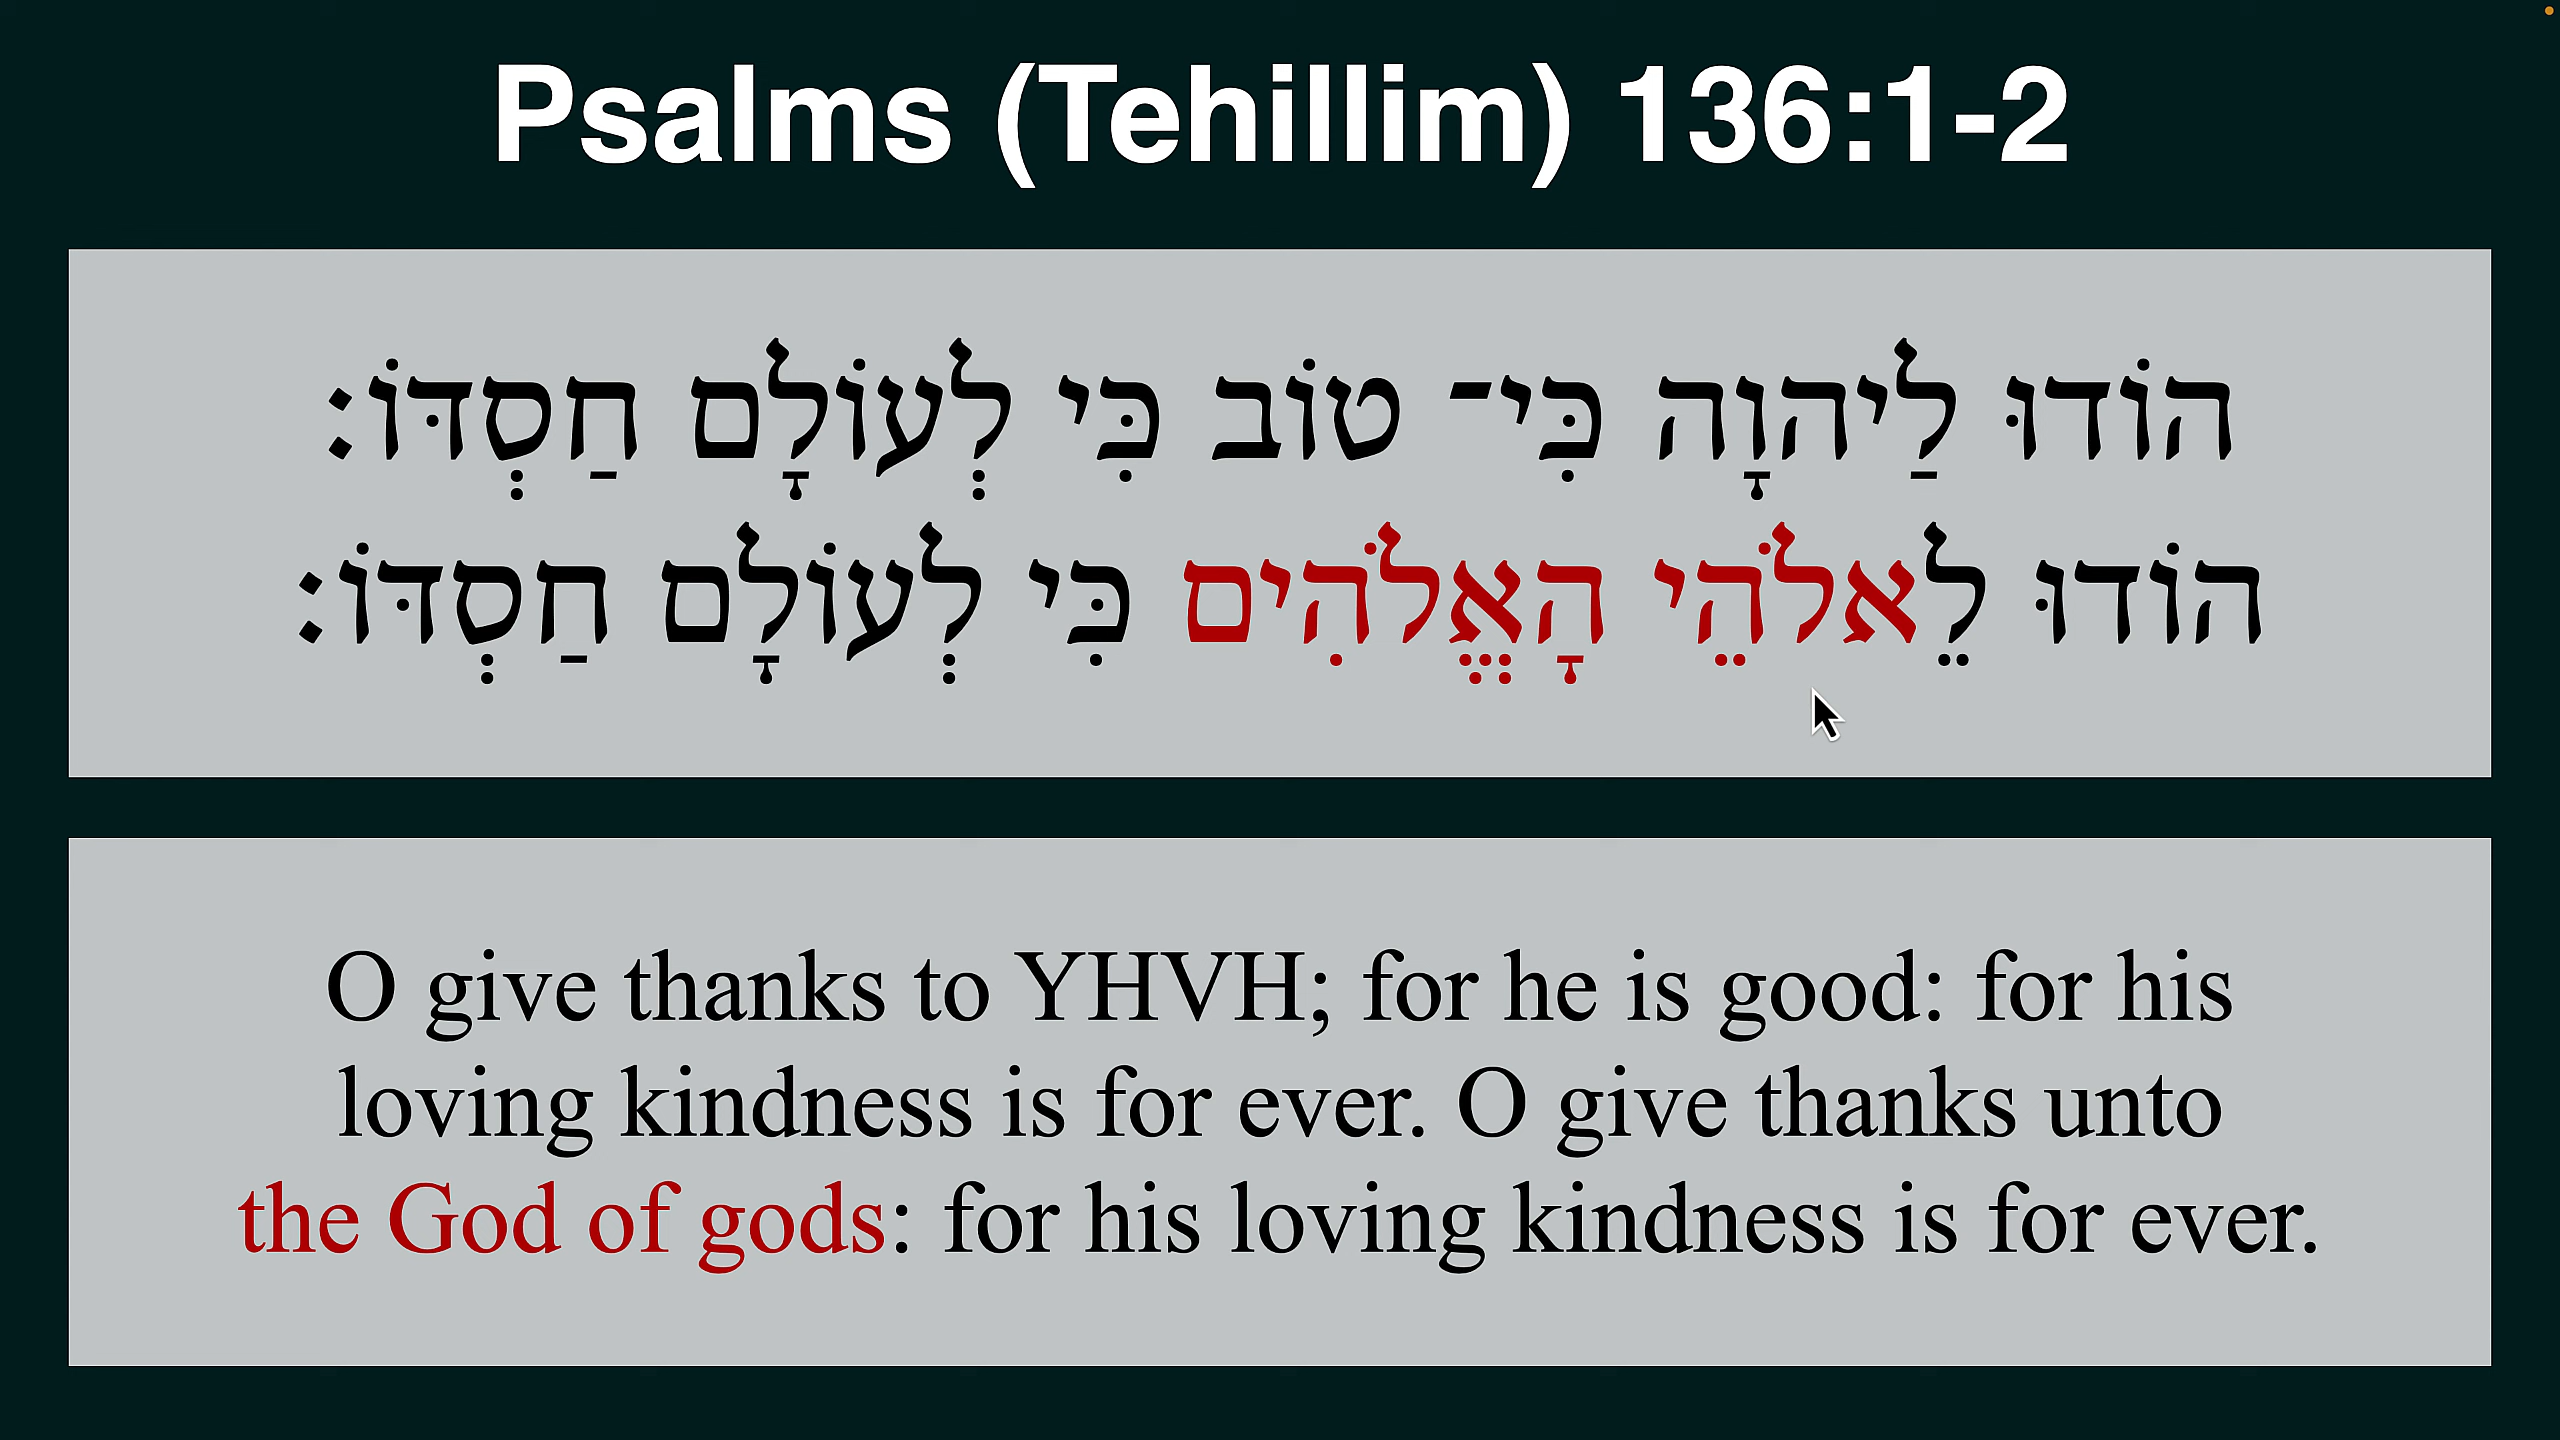 Psalms (Tehillim) 136:1-2
הוֹדוּ לַיהוָה כִּי־ טוֹב כִּי לְעוֹלָם חַסְדּוֹ׃
הוֹדוּ לֵאלֹהֵי הָאֱלֹהִים כִּי לְעוֹלָם חַסְדּוֹ׃
O give thanks to YHVH; for he is good: for his
loving kindness is for ever. O give thanks unto
the God of gods: for his loving kindness is for ever.